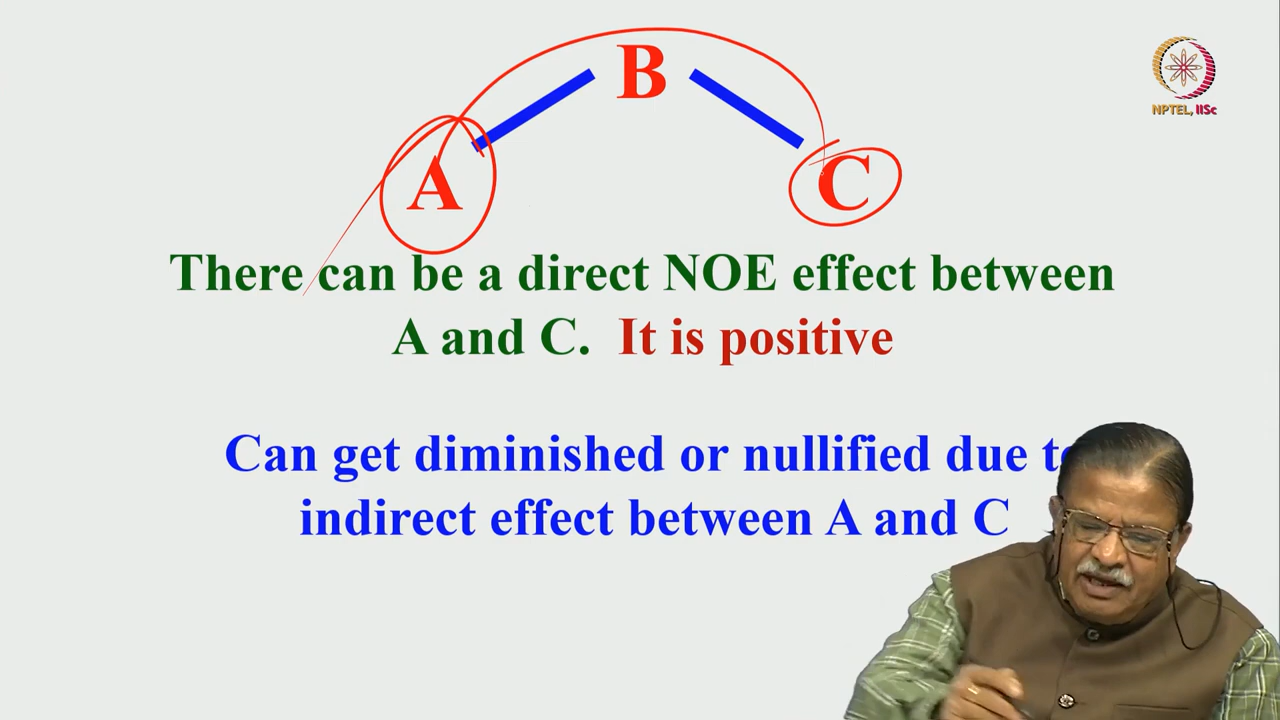 B
NPTEL, IISc
A
C
There can be a direct NOE effect between
A and C. It is positive
Can get diminished or nullified due to
indirect effect between A and C